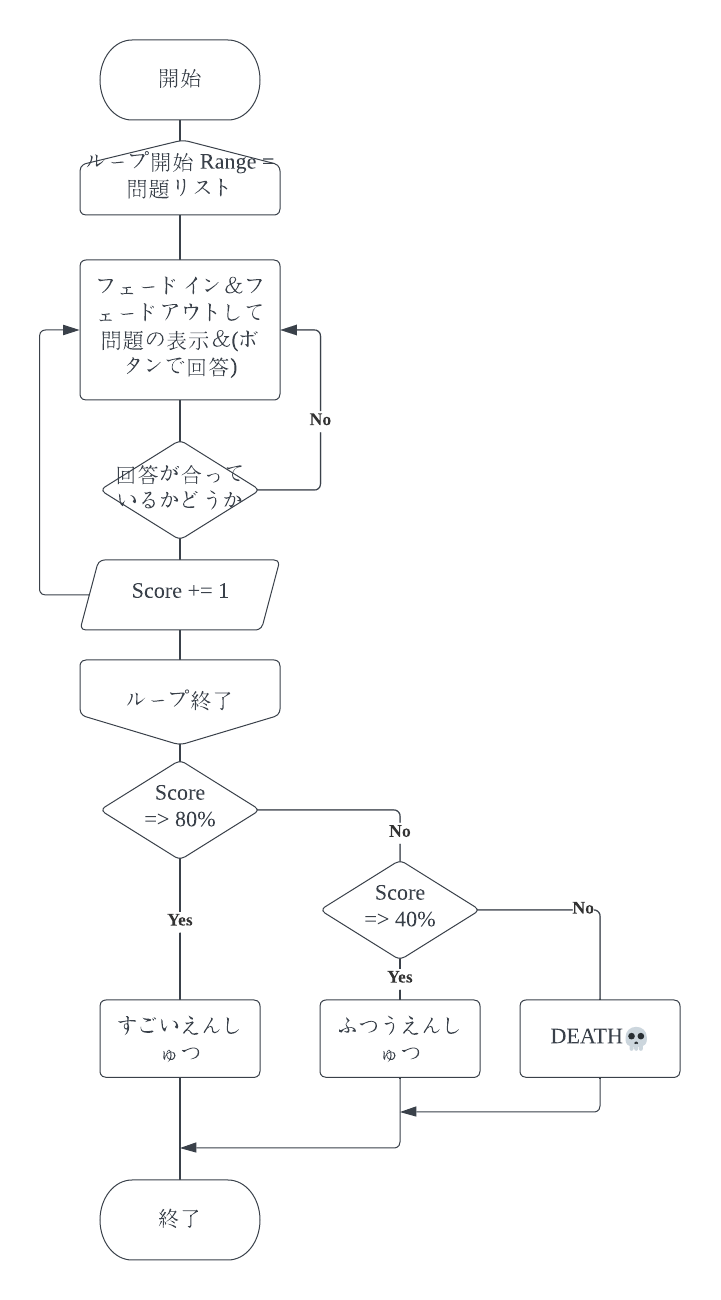 開始
ループ開始 Range =
問題リスト
フェードイン＆フ
ェードアウトして
問題の表示＆(ボ
タンで回答)
No
回答が合って
いるかどうか
Score += 1
ループ終了
Score
=> 80%
No
Score
=> 40%
No
Yes
Yes
すごいえんし
ゅつ
ふつうえんし
ゅつ
DEATH💀
終了